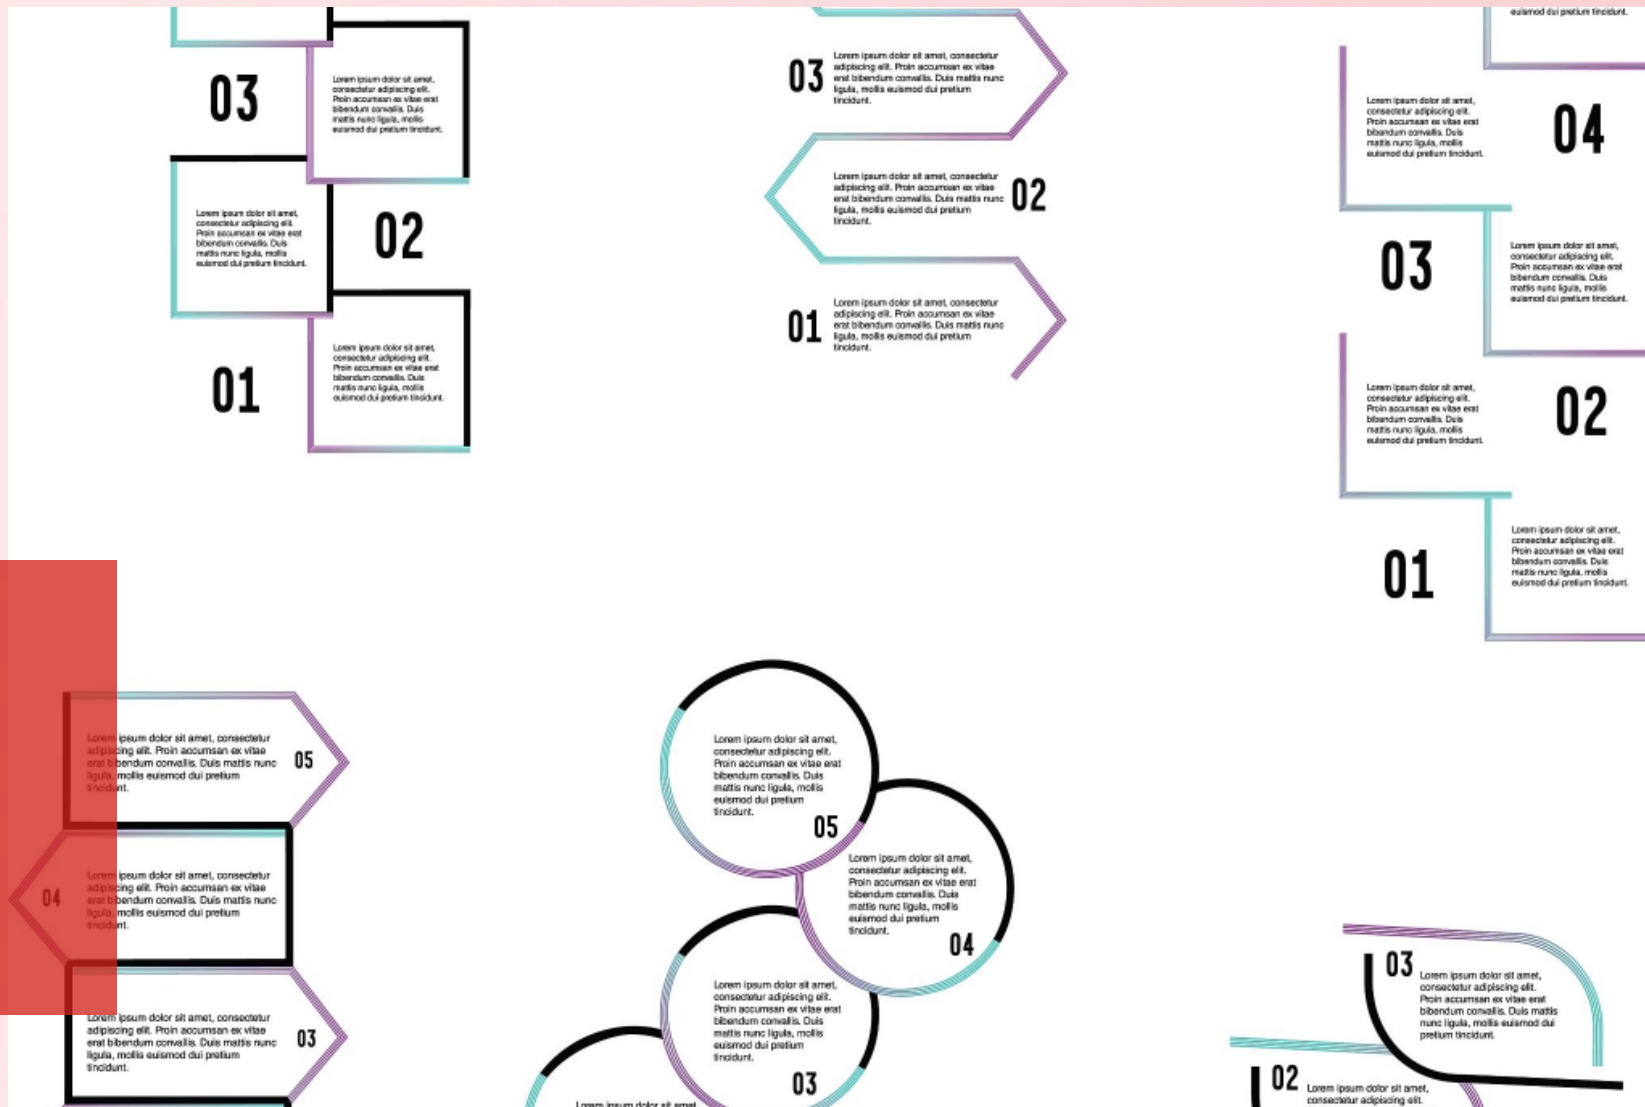 03
Lorem ipsum dolor sit amet,
consectetur adipiscing elit.
Proin accumsan ex vitae erat
bibendum convallis. Duis
mattis nunc ligula, mollis
euismod dui pretium tincidunt.
Lorem ipsum dolor sit amet,
consectetur adipiscing elit.
Proin accumsan ex vitae erat
bibendum convallis. Duis
mattis nunc ligula, mollis
euismod dui pretium tincidunt.
02
01
Lorem ipsum dolor sit amet,
consectetur adipiscing elit.
Proin accumsan ex vitae erat
bibendum convallis. Duis
mattis nunc ligula, mollis
euismod dui pretium tincidunt.
03
Lorem ipsum dolor sit amet, consectetur
adipiscing elit. Proin accumsan ex vitae
erat bibendum convallis. Duis mattis nunc
ligula, mollis euismod dui pretium
tincidunt.
Lorem ipsum dolor sit amet, consectetur
adipiscing elit. Proin accumsan ex vitae
erat bibendum convallis. Duis mattis nunc
ligula, mollis euismod dui pretium
tincidunt.
02
01
Lorem ipsum dolor sit amet, consectetur
adipiscing elit. Proin accumsan ex vitae
erat bibendum convallis. Duis mattis nunc
ligula, mollis euismod dui pretium
tincidunt.
euismod dui pretium tincidunt.
Lorem ipsum dolor sit amet,
consectetur adipiscing elit.
Proin accumsan ex vitae erat
bibendum convallis. Duis
mattis nunc ligula, mollis
euismod dui pretium tincidunt.
04
03
Lorem ipsum dolor sit amet,
consectetur adipiscing elit.
Proin accumsan ex vitae erat
bibendum convallis. Duis
mattis nunc ligula, mollis
euismod dui pretium tincidunt.
Lorem ipsum dolor sit amet,
consectetur adipiscing elit.
Proin accumsan ex vitae erat
bibendum convallis. Duis
mattis nunc ligula, mollis
euismod dui pretium tincidunt.
02
01
Lorem ipsum dolor sit amet,
consectetur adipiscing elit.
Proin accumsan ex vitae erat
bibendum convallis. Duis
mattis nunc ligula, mollis
euismod dui pretium tincidunt.
Lorem ipsum dolor sit amet, consectetur
adipiscing elit. Proin accumsan ex vitae
erat bibendum convallis. Duis mattis nunc
ligula, mollis euismod dui pretium
tincidunt.
05
04
Lorem ipsum dolor sit amet, consectetur
adipiscing elit. Proin accumsan ex vitae
erat bibendum convallis. Duis mattis nunc
ligula, mollis euismod dui pretium
tincidunt.
Lorem ipsum dolor sit amet, consectetur
adipiscing elit. Proin accumsan ex vitae
erat bibendum convallis. Duis mattis nunc
ligula, mollis euismod dui pretium
tincidunt.
03
Lorem ipsum dolor sit amet,
consectetur adipiscing elit.
Proin accumsan ex vitae erat
bibendum convallis. Duis
mattis nunc ligula, mollis
euismod dui pretium
tincidunt.
05
Lorem ipsum dolor sit amet,
consectetur adipiscing elit.
Proin accumsan ex vitae erat
bibendum convallis. Duis
mattis nunc ligula, mollis
euismod dui pretium
tincidunt.
04
Lorem ipsum dolor sit amet,
consectetur adipiscing elit.
Proin accumsan ex vitae erat
bibendum convallis. Duis
mattis nunc ligula, mollis
euismod dui pretium
tincidunt.
03
Lorem ipsum dolor sit amet,
03
Lorem ipsum dolor sit amet,
consectetur adipiscing elit.
Proin accumsan ex vitae erat
bibendum convallis. Duis mattis
nunc ligula, mollis euismod dui
pretium tincidunt.
02
Lorem ipsum dolor sit amet,
consectetur adipiscing elit.